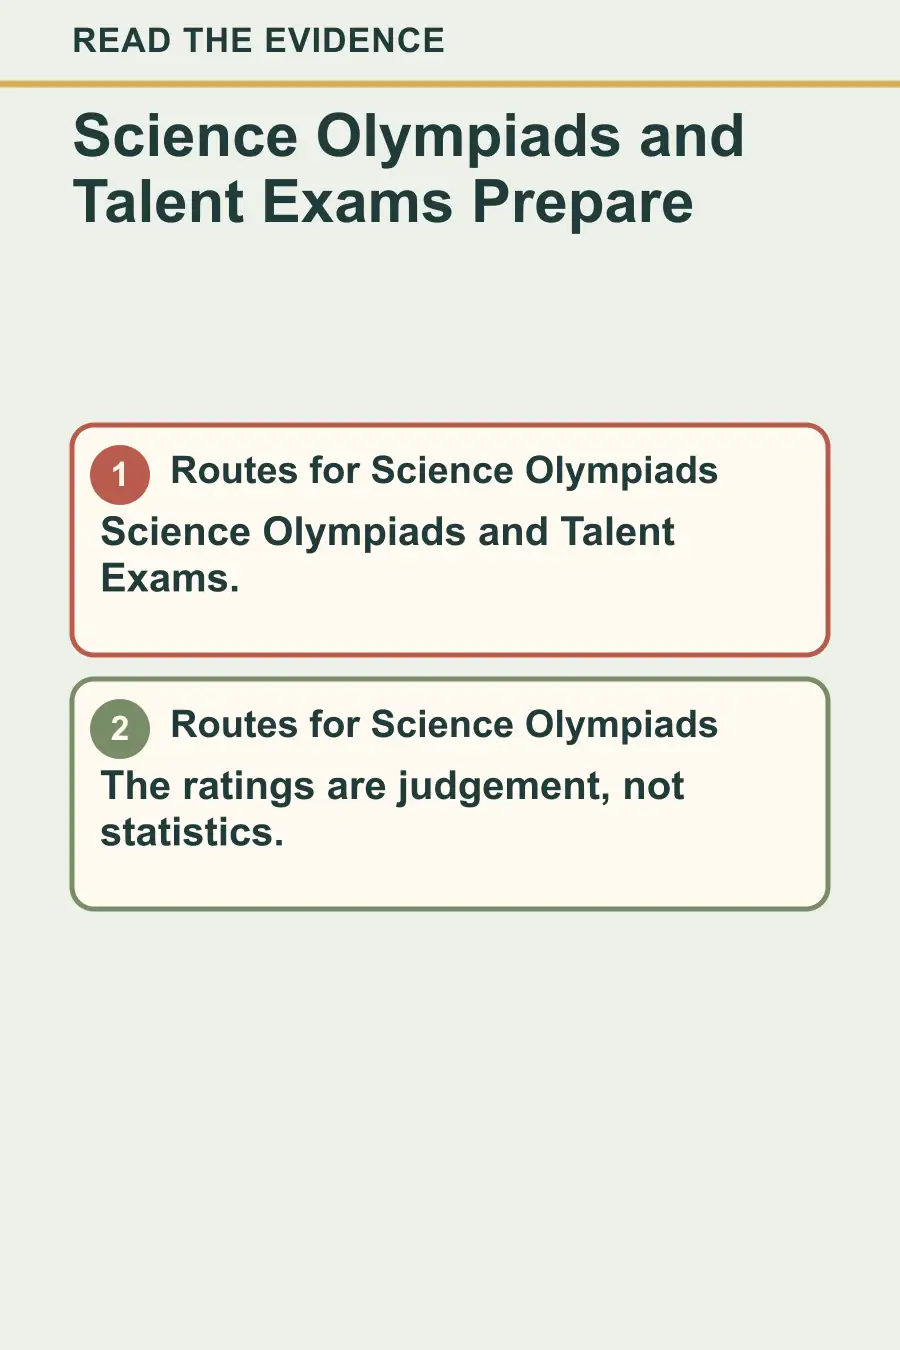 READ THE EVIDENCE
Science Olympiads and
Talent Exams Prepare
1 Routes for Science Olympiads
Science Olympiads and Talent
Exams.
2 Routes for Science Olympiads
The ratings are judgement, not
statistics.